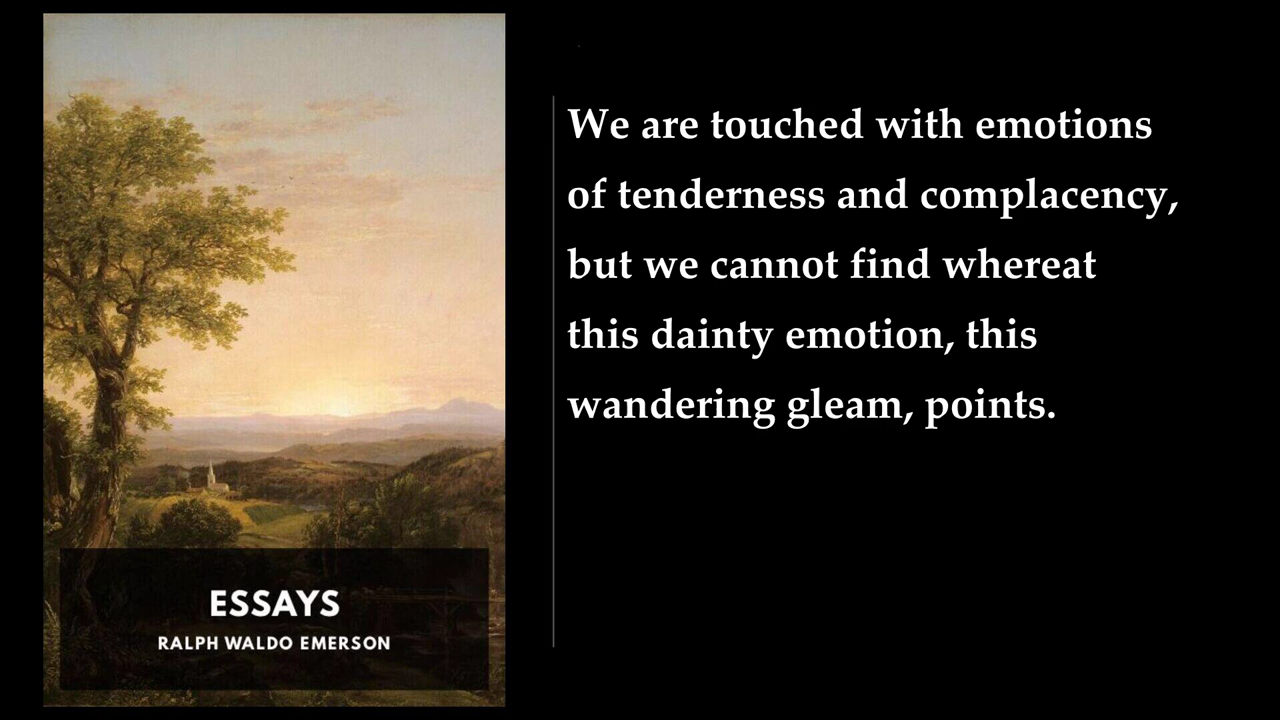 ESSAYS
RALPH WALDO EMERSON
We are touched with emotions
of tenderness and complacency,
but we cannot find whereat
this dainty emotion, this
wandering gleam, points.